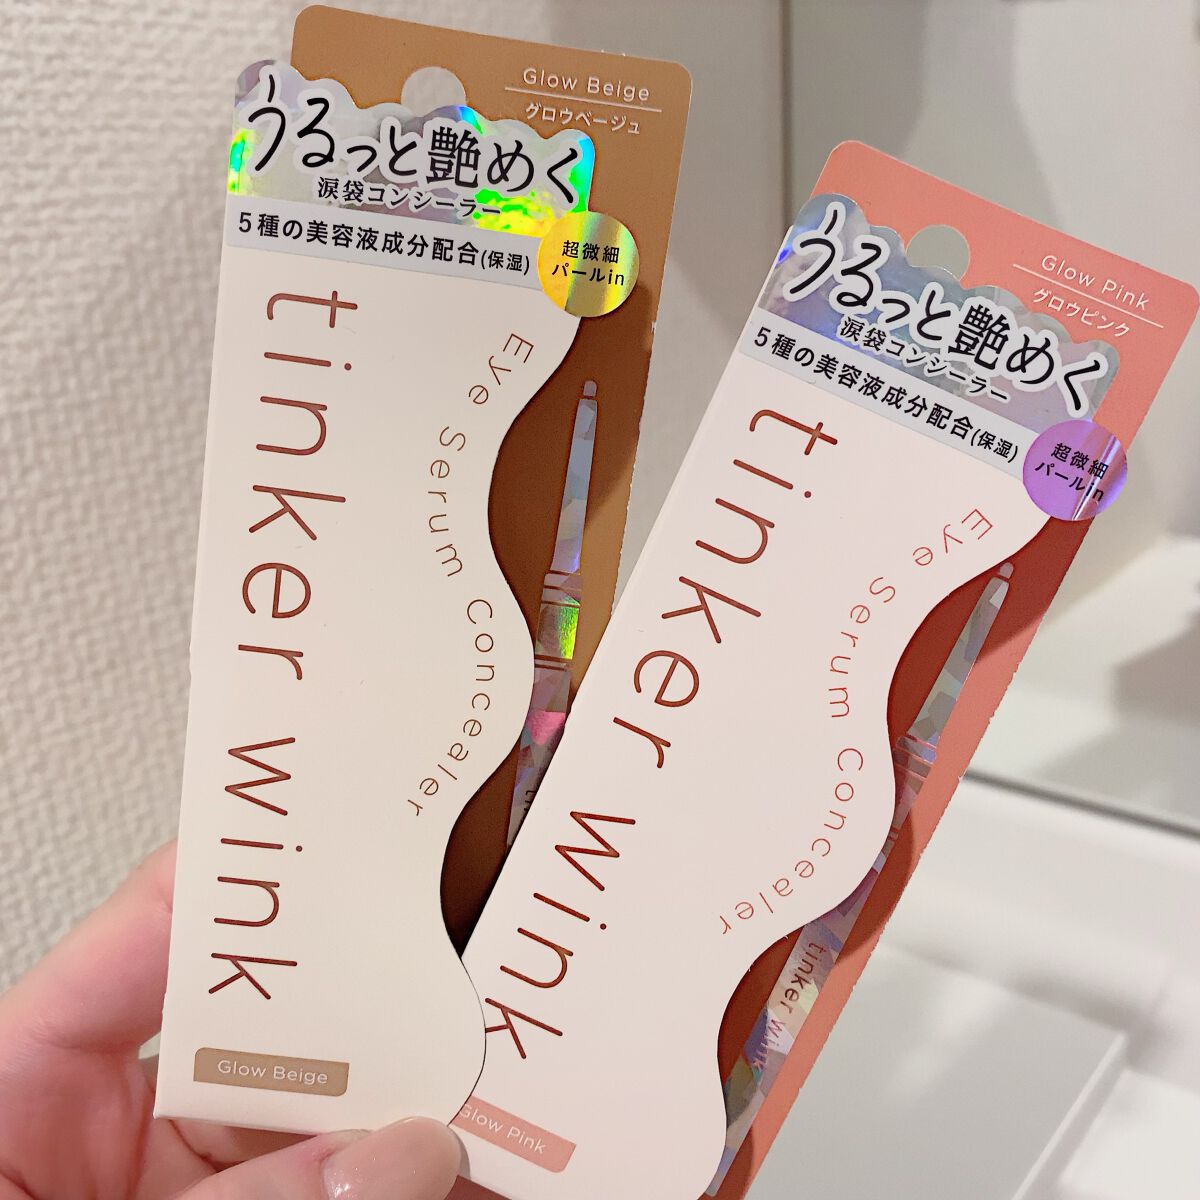 Glow Beige
グロウベージュ
うるっと艶めく
涙袋コンシーラー
5種の美容液成分配合(保湿)
超微細
パールin
tinker wink
Eye Serum Concealer
Glow Beige
Glow Pink
グロウピンク
うるっと艶めく
涙袋コンシーラー
5種の美容液成分配合(保湿)
超微細
パールin
tinker wink
Eye Serum Concealer
tinker wink
Glow Pink